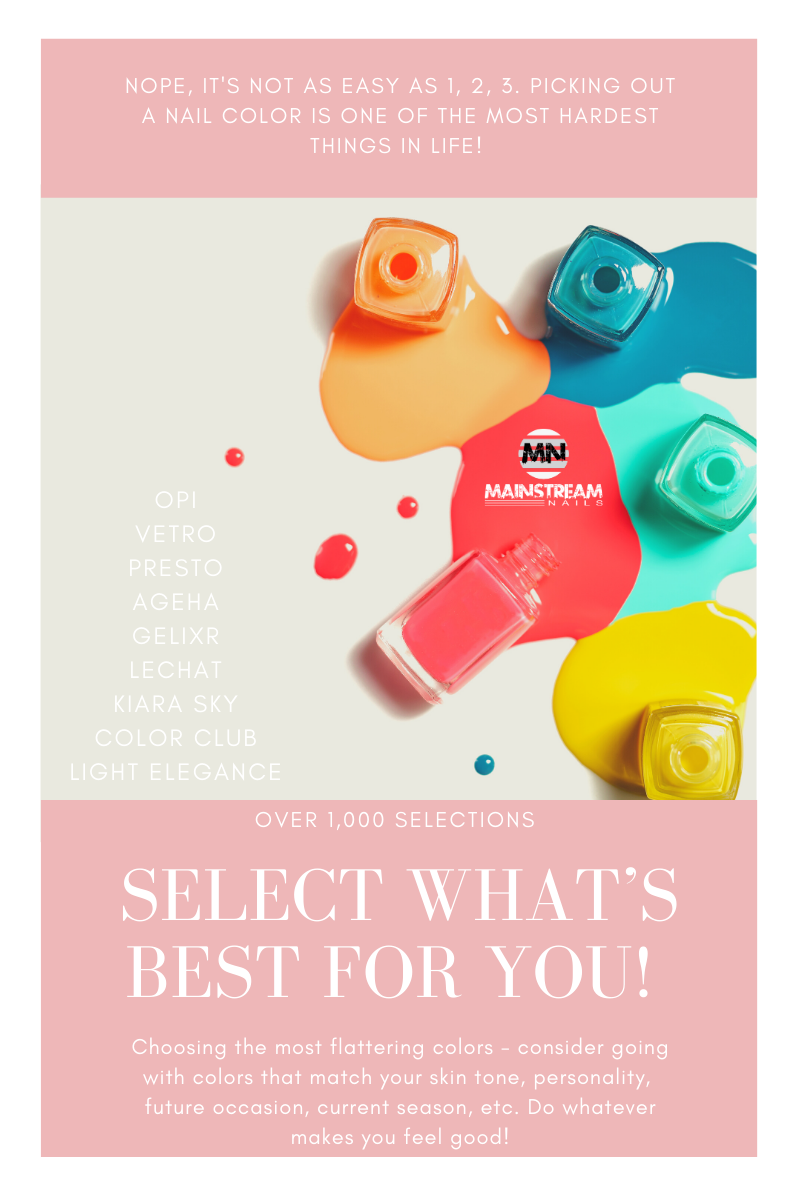 NOPE, IT'S NOT AS EASY AS 1, 2, 3. PICKING OUT
A NAIL COLOR IS ONE OF THE MOST HARDEST
THINGS IN LIFE!
MN
MAINSTREAM
NAILS
OPI
VETRO
PRESTO
AGEHA
GELIXR
LECHAT
KIARA SKY
COLOR CLUB
LIGHT ELEGANCE
OVER 1,000 SELECTIONS
SELECT WHAT'S
BEST FOR YOU!
Choosing the most flattering colors - consider going
with colors that match your skin tone, personality,
future occasion, current season, etc. Do whatever
makes you feel good!